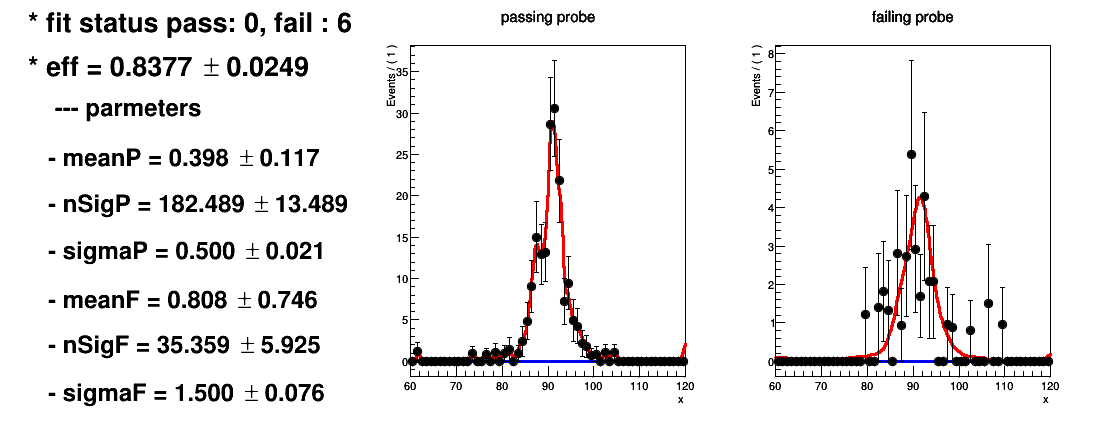 * fit status pass: 0, fail : 6
* eff = 0.8377 ± 0.0249
--- parmeters
- meanP = 0.398 ± 0.117
- nSigP = 182.489 ± 13.489
- sigmaP = 0.500 ± 0.021
- meanF = 0.808 ± 0.746
- nSigF = 35.359 ± 5.925
- sigmaF = 1.500 ± 0.076
passing probe
Events / ( 1 )
35
30
25
20
15
10
5
0
60 70 80 90 100 110 120
x
failing probe
Events / ( 1 )
8
7
6
5
4
3
2
1
0
60 70 80 90 100 110 120
x